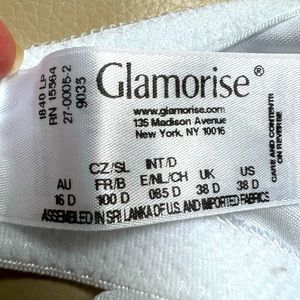 1840 LP
RN 15564
27-0005-2
9035
Glamorise®
www.glamorise.com
135 Madison Avenue
New York, NY 10016
CARE AND CONTENTS
AU CZ/SL FR/B INT/D E/NL/CH UK US
16 D 100 D 085 D 38 D 38 D
ASSEMBLED IN SRI LANKA OF U.S. AND IMPORTED FABRICS